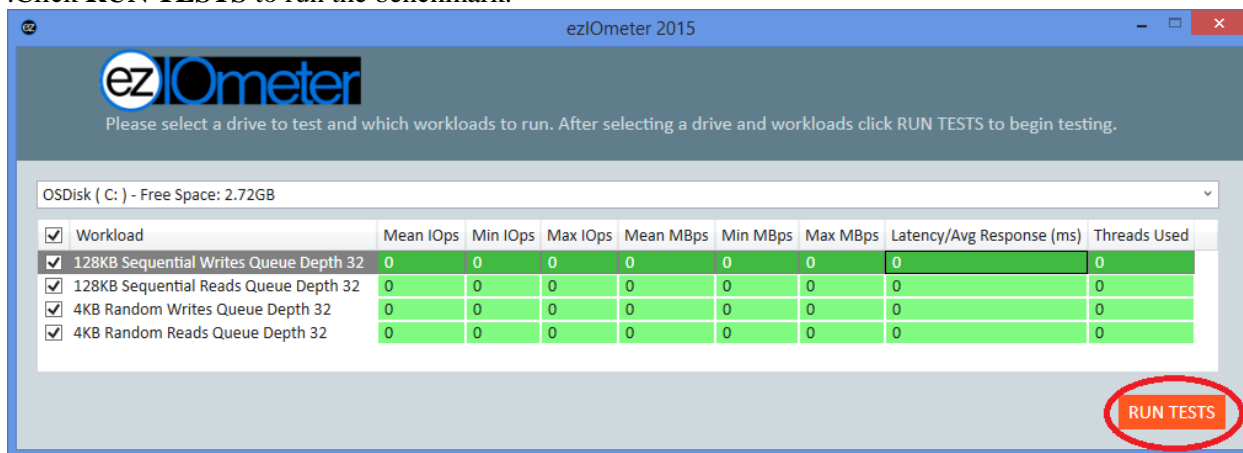 .Click RUN TESTS to run the benchmark.
ez
ezIOmeter 2015
ezIOmeter
Please select a drive to test and which workloads to run. After selecting a drive and workloads click RUN TESTS to begin testing.
OSDisk ( C: ) - Free Space: 2.72GB
Workload Mean IOps Min IOps Max IOps Mean MBps Min MBps Max MBps Latency/Avg Response (ms) Threads Used
128KB Sequential Writes Queue Depth 32 0 0 0 0 0 0 0 0
128KB Sequential Reads Queue Depth 32 0 0 0 0 0 0 0 0
4KB Random Writes Queue Depth 32 0 0 0 0 0 0 0 0
4KB Random Reads Queue Depth 32 0 0 0 0 0 0 0 0
RUN TESTS